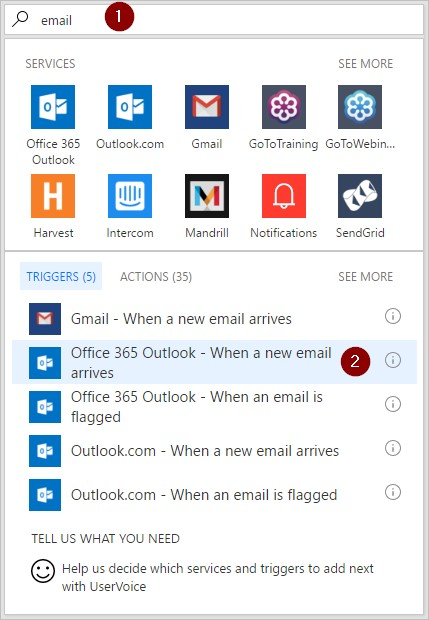 email 1
SERVICES SEE MORE
Office 365 Outlook.com Gmail GoToTraining GoToWebin...
Outlook
Harvest Intercom Mandrill Notifications SendGrid
TRIGGERS (5) ACTIONS (35) SEE MORE
Gmail - When a new email arrives
Office 365 Outlook - When a new email 2
arrives
Office 365 Outlook - When an email is
flagged
Outlook.com - When a new email arrives
Outlook.com - When an email is flagged
TELL US WHAT YOU NEED
Help us decide which services and triggers to add next
with UserVoice